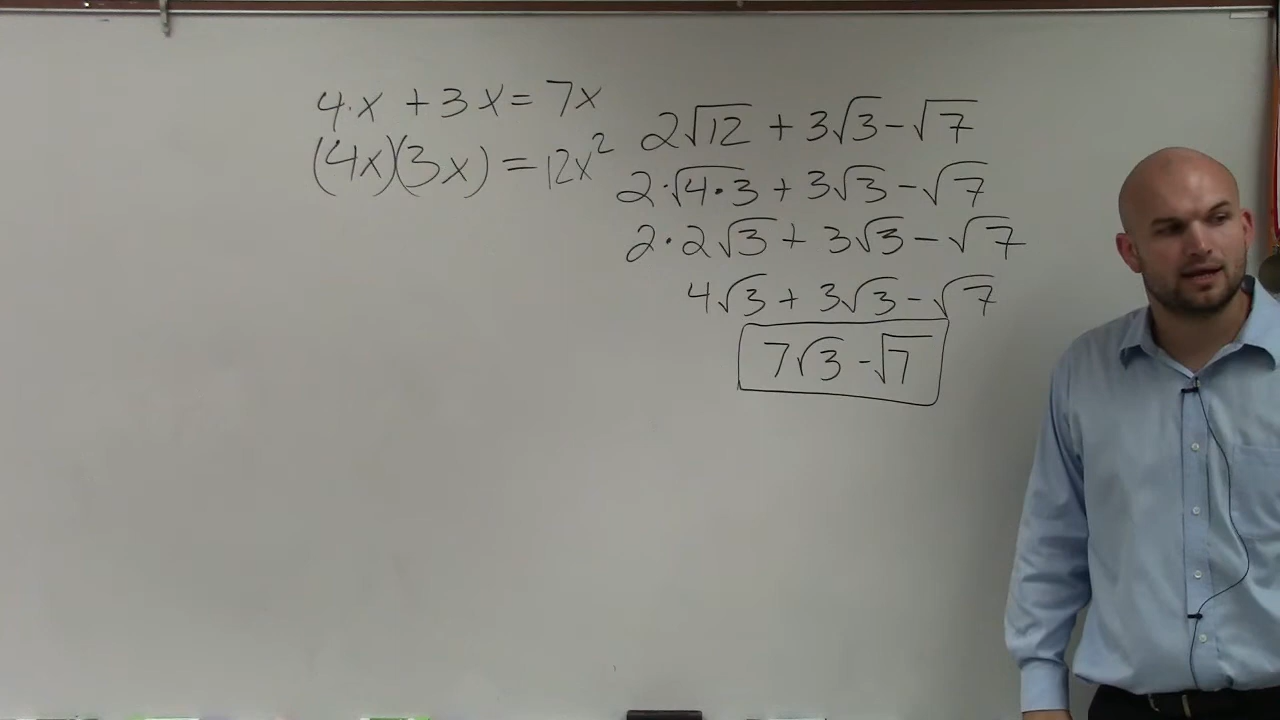 4·x + 3x = 7x
(4x)(3x) = 12x²
2√12 + 3√3 - √7
2·√4·3 + 3√3 - √7
2·2√3 + 3√3 - √7
4√3 + 3√3 - √7
7√3 - √7